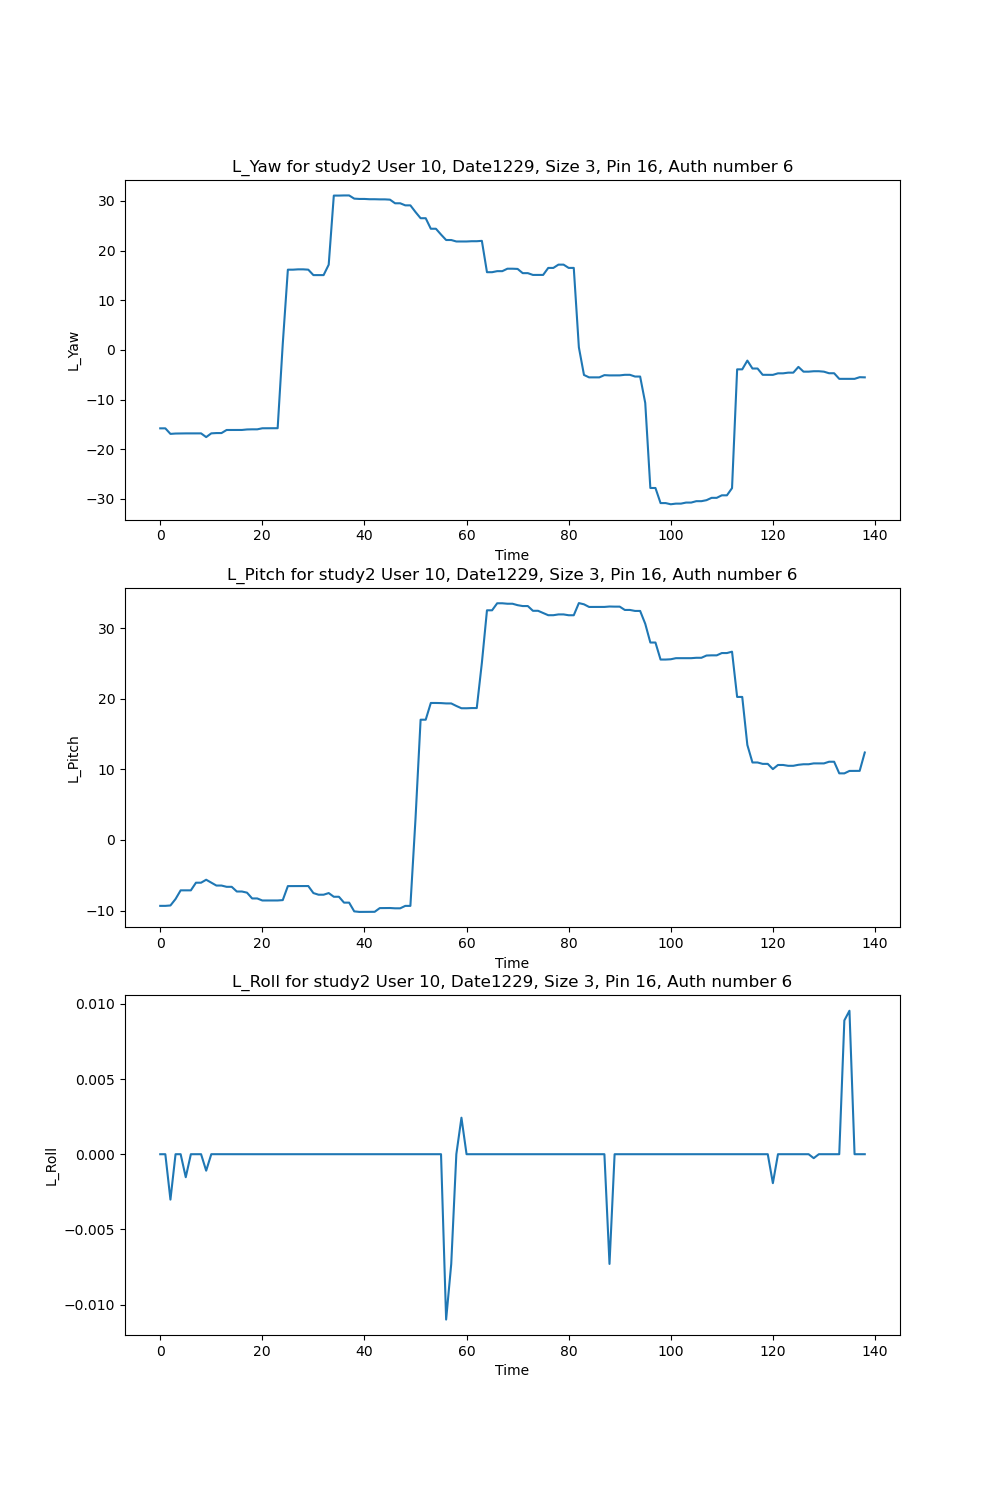 L_Yaw for study2 User 10, Date1229, Size 3, Pin 16, Auth number 6
30
20
10
0
−10
−20
−30
L_Yaw
0 20 40 60 80 100 120 140
Time
L_Pitch for study2 User 10, Date1229, Size 3, Pin 16, Auth number 6
30
20
10
0
−10
L_Pitch
0 20 40 60 80 100 120 140
Time
L_Roll for study2 User 10, Date1229, Size 3, Pin 16, Auth number 6
0.010
0.005
0.000
−0.005
−0.010
L_Roll
0 20 40 60 80 100 120 140
Time